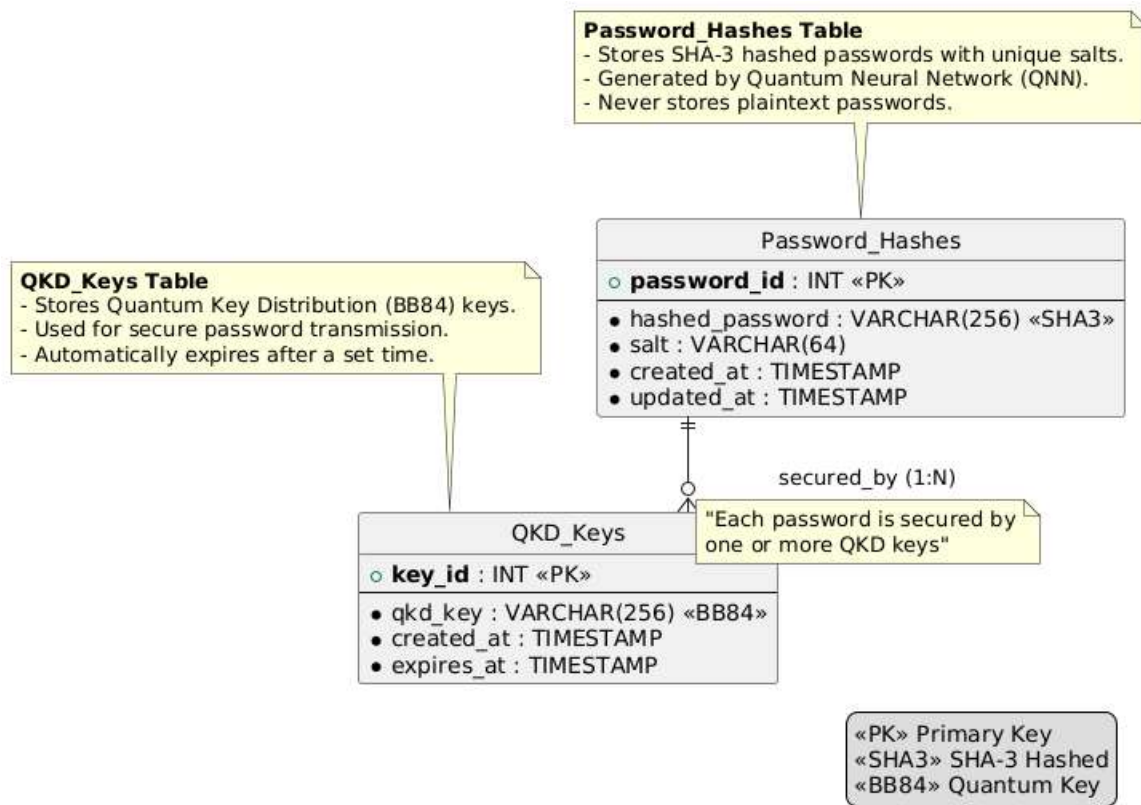 Password_Hashes Table
- Stores SHA-3 hashed passwords with unique salts.
- Generated by Quantum Neural Network (QNN).
- Never stores plaintext passwords.
Password_Hashes
password_id : INT «PK»
hashed_password : VARCHAR(256) «SHA3»
salt : VARCHAR(64)
created_at : TIMESTAMP
updated_at : TIMESTAMP
QKD_Keys Table
- Stores Quantum Key Distribution (BB84) keys.
- Used for secure password transmission.
- Automatically expires after a set time.
secured_by (1:N)
"Each password is secured by
one or more QKD keys"
QKD_Keys
key_id : INT «PK»
qkd_key : VARCHAR(256) «BB84»
created_at : TIMESTAMP
expires_at : TIMESTAMP
«PK» Primary Key
«SHA3» SHA-3 Hashed
«BB84» Quantum Key